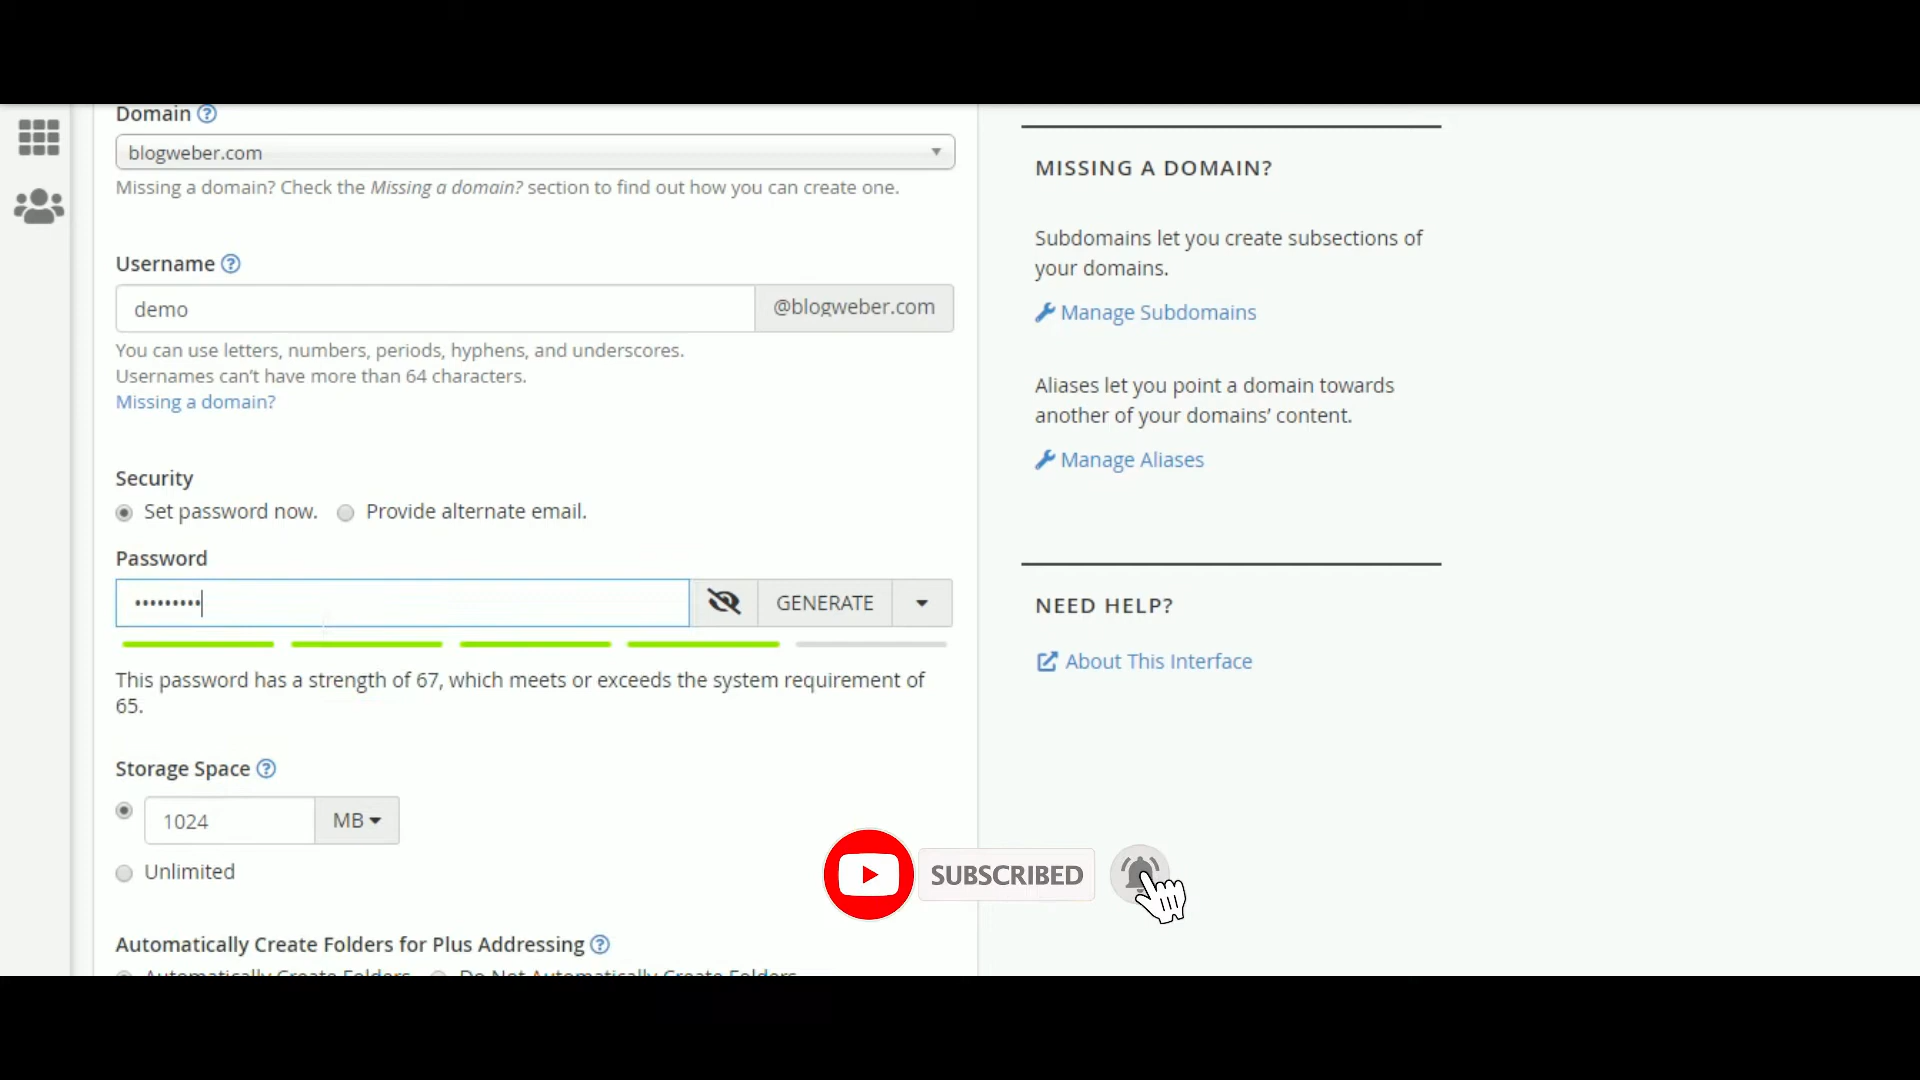 Domain
blogweber.com
Missing a domain? Check the Missing a domain? section to find out how you can create one.
Username
demo
@blogweber.com
You can use letters, numbers, periods, hyphens, and underscores.
Usernames can't have more than 64 characters.
Missing a domain?
Security
Set password now.
Provide alternate email.
Password
•••••••••
GENERATE
This password has a strength of 67, which meets or exceeds the system requirement of
65.
Storage Space
1024
MB
Unlimited
Automatically Create Folders for Plus Addressing
Automatically Create Folders
Do Not Automatically Create Folders
MISSING A DOMAIN?
Subdomains let you create subsections of
your domains.
Manage Subdomains
Aliases let you point a domain towards
another of your domains’ content.
Manage Aliases
NEED HELP?
About This Interface
SUBSCRIBED